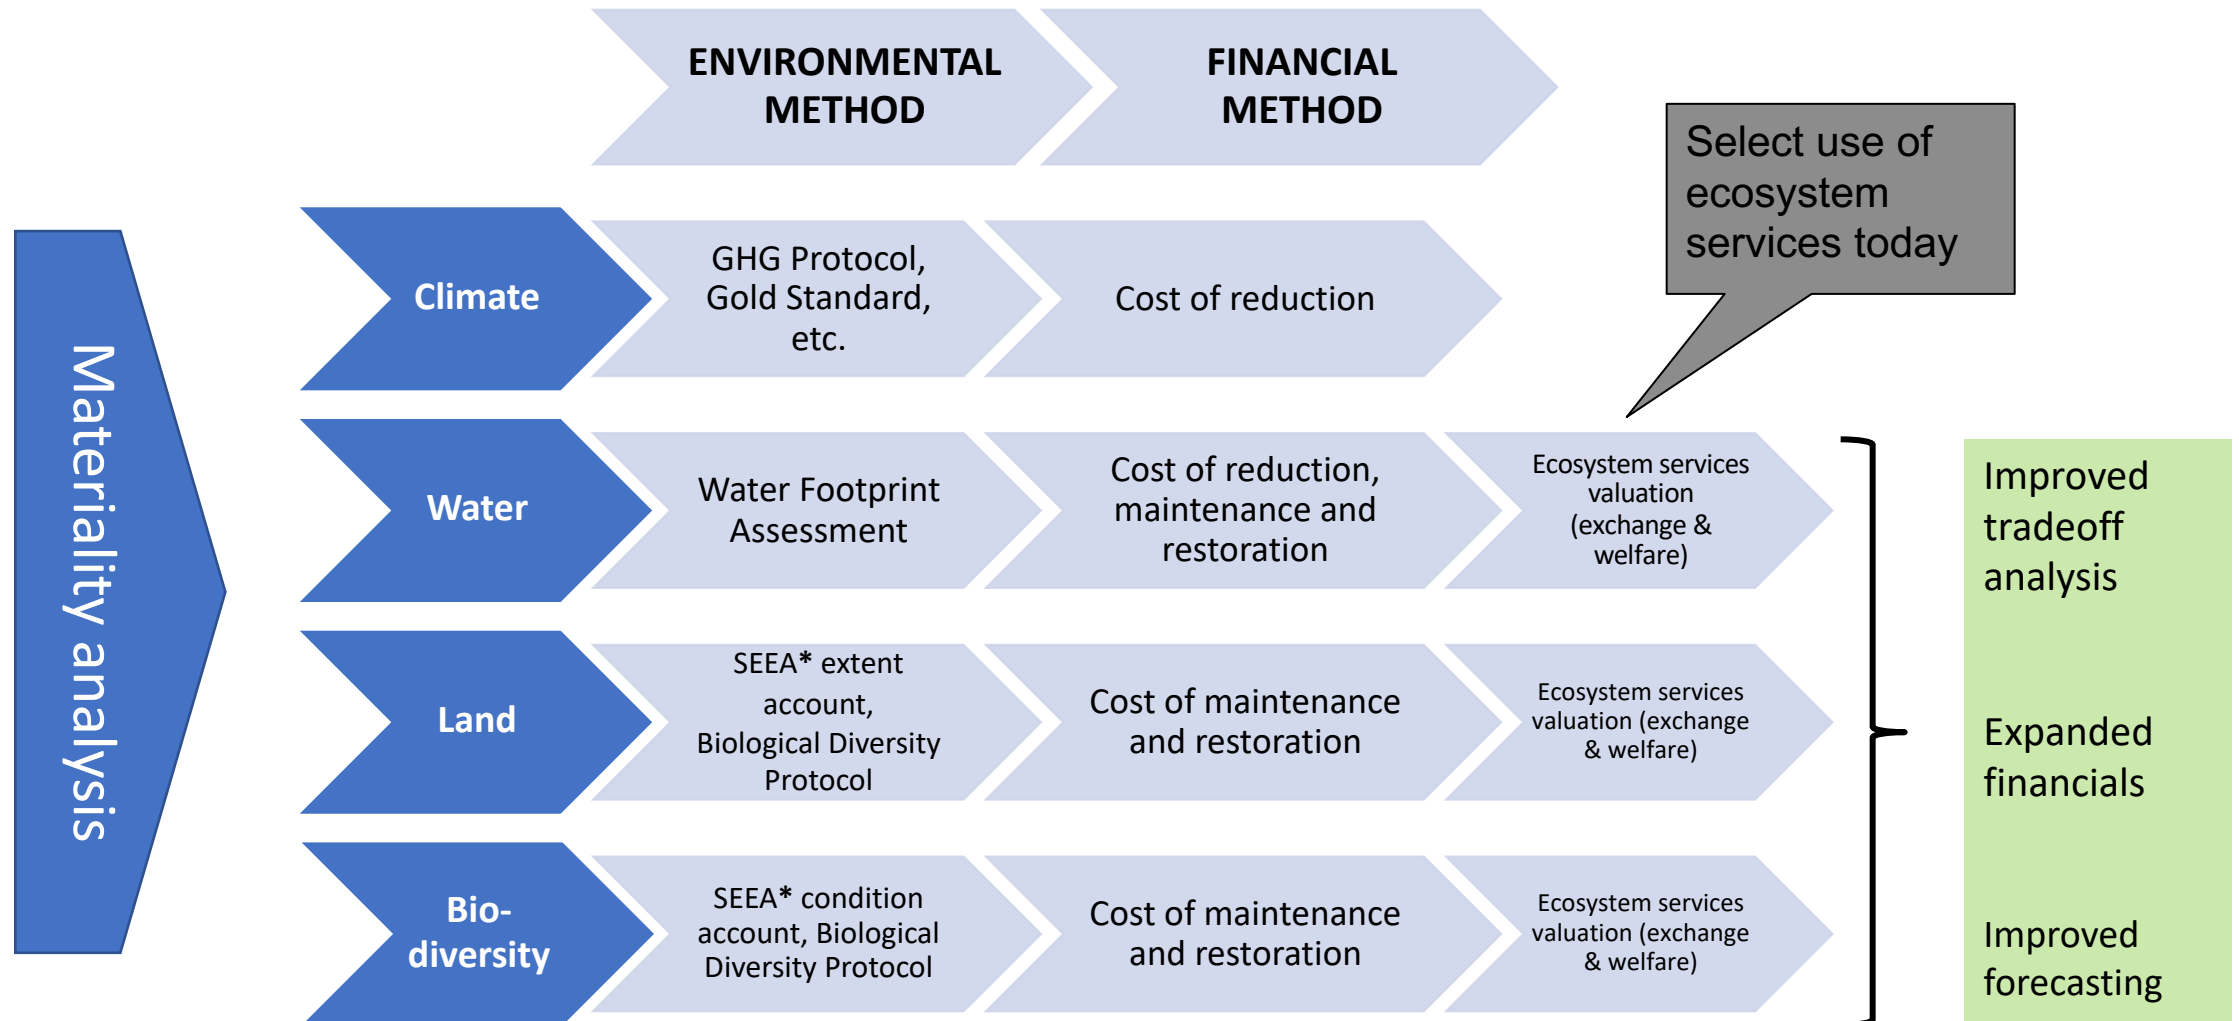 ENVIRONMENTAL
METHOD
FINANCIAL
METHOD
Select use of
ecosystem
services today
Materiality analysis
Climate
GHG Protocol,
Gold Standard,
etc.
Cost of reduction
Water
Water Footprint
Assessment
Cost of reduction,
maintenance and
restoration
Ecosystem services
valuation
(exchange &
welfare)
Land
SEEA* extent
account,
Biological Diversity
Protocol
Cost of maintenance
and restoration
Ecosystem services
valuation (exchange
& welfare)
Bio-
diversity
SEEA* condition
account, Biological
Diversity Protocol
Cost of maintenance
and restoration
Ecosystem services
valuation (exchange
& welfare)
Improved
tradeoff
analysis
Expanded
financials
Improved
forecasting